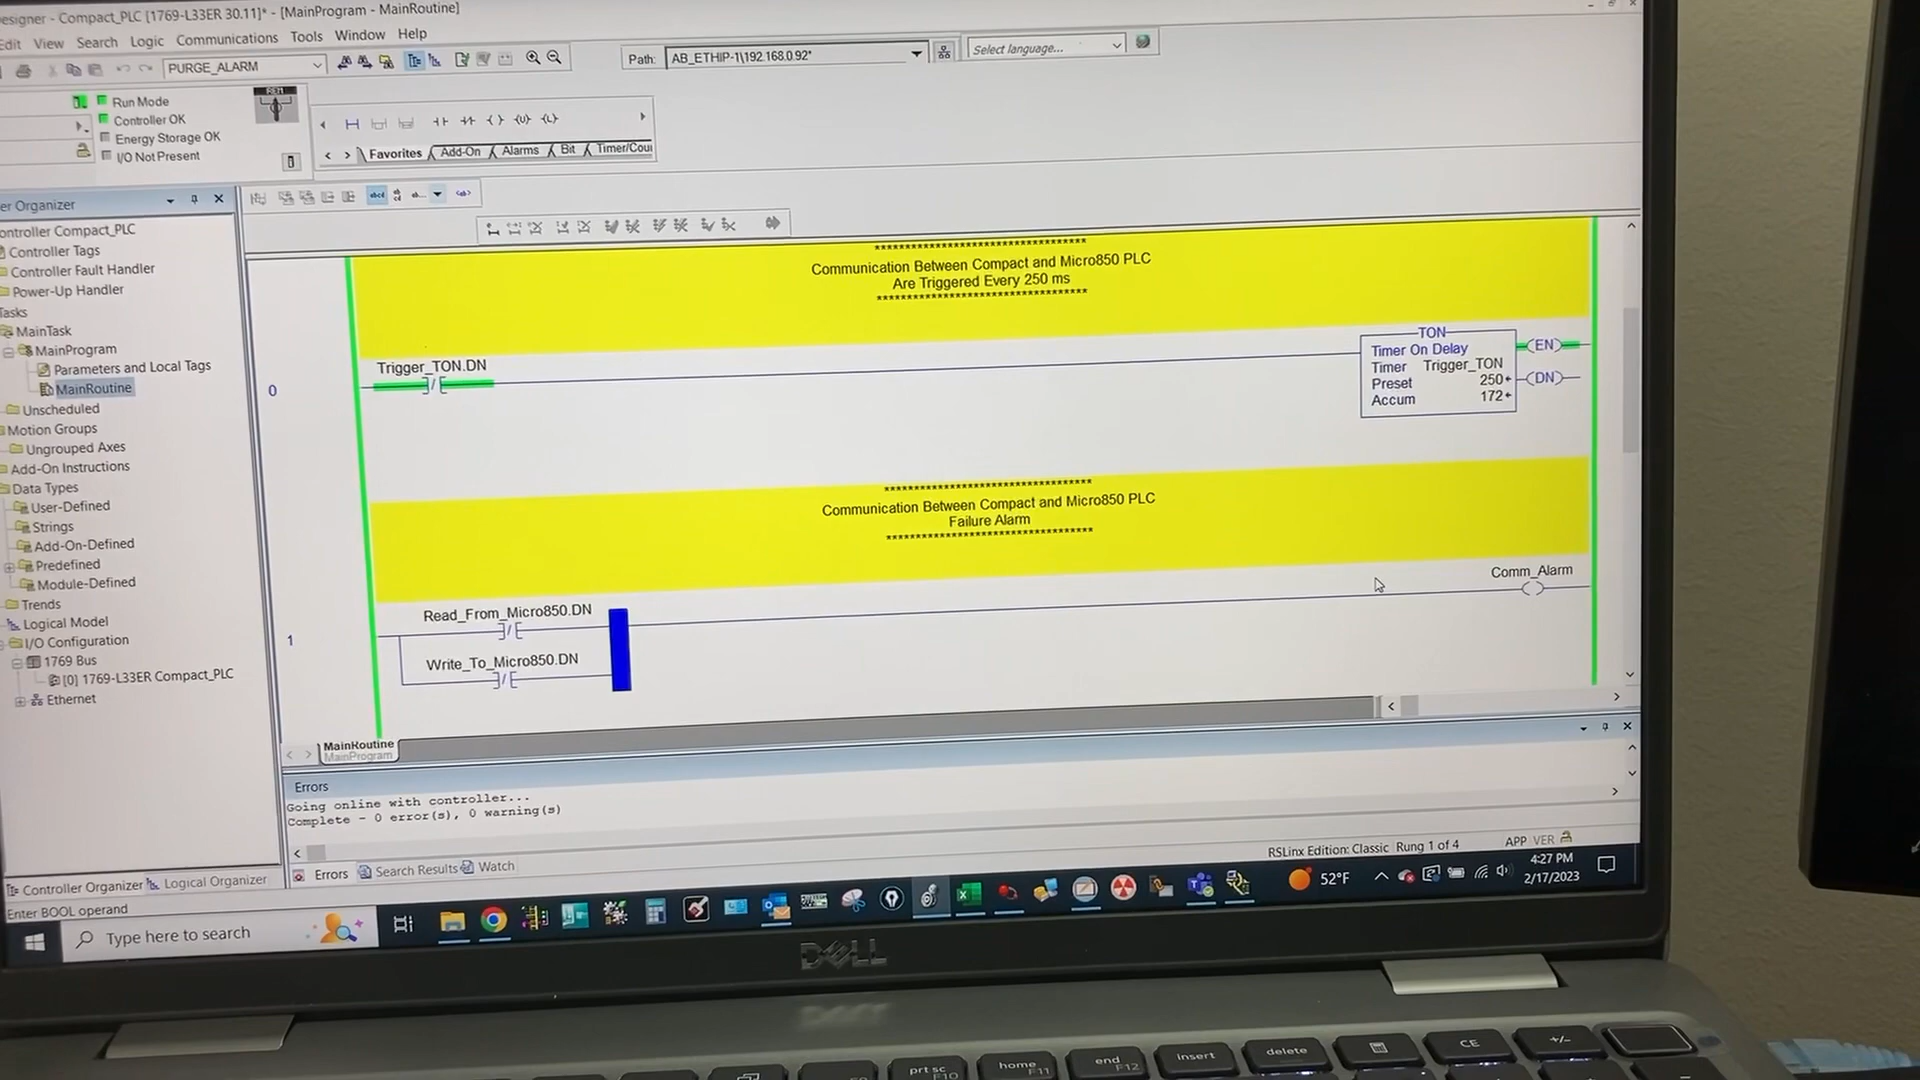 esigner - Compact_PLC [1769-L33ER 30.11]* - [MainProgram - MainRoutine]
Edit View Search Logic Communications Tools Window Help
PURGE_ALARM
Path: AB_ETHIP-1\192.168.0.92*
Select language...
Run Mode
Controller OK
Energy Storage OK
I/O Not Present
REM
Favorites Add-On Alarms Bit Timer/Cou
er Organizer
ontroller Compact_PLC
Controller Tags
Controller Fault Handler
Power-Up Handler
Tasks
MainTask
MainProgram
Parameters and Local Tags
MainRoutine
Unscheduled
Motion Groups
Ungrouped Axes
Add-On Instructions
Data Types
User-Defined
Strings
Add-On-Defined
Predefined
Module-Defined
Trends
Logical Model
I/O Configuration
1769 Bus
[0] 1769-L33ER Compact_PLC
Ethernet
Controller Organizer Logical Organizer
Enter BOOL operand
***********************************
Communication Between Compact and Micro850 PLC
Are Triggered Every 250 ms
***********************************
0
Trigger_TON.DN
TON
Timer On Delay
Timer Trigger_TON
Preset 250
Accum 172
EN
DN
***********************************
Communication Between Compact and Micro850 PLC
Failure Alarm
***********************************
1
Read_From_Micro850.DN
Comm_Alarm
Write_To_Micro850.DN
MainRoutine
MainProgram
Errors
Going online with controller...
Complete - 0 error(s), 0 warning(s)
Errors Search Results Watch
RSLinx Edition: Classic Rung 1 of 4 APP VER
Type here to search
52°F
4:27 PM
2/17/2023
DELL
prt sc
F10
home
F11
end
F12
insert
delete
CE
+/-